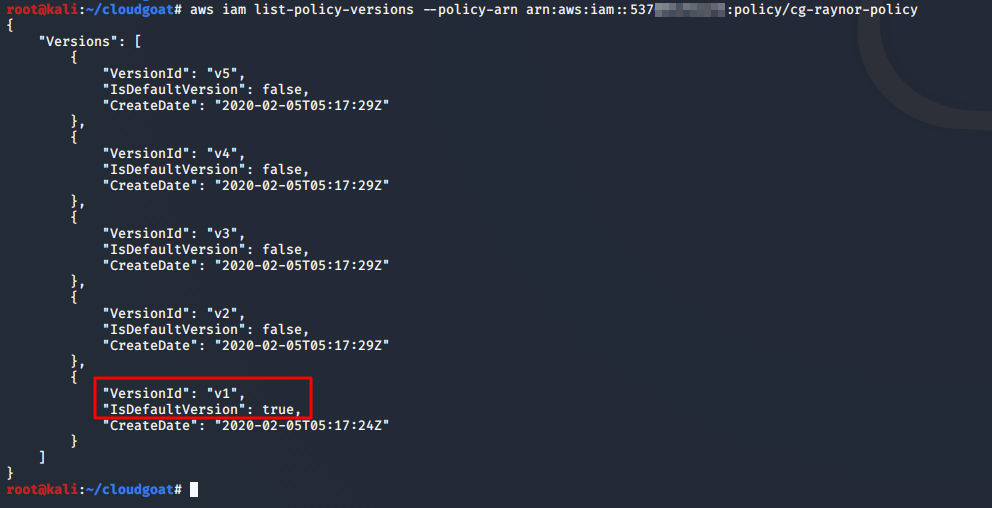 root@kali:~/cloudgoat# aws iam list-policy-versions --policy-arn arn:aws:iam::537 :policy/cg-raynor-policy
{
    "Versions": [
        {
            "VersionId": "v5",
            "IsDefaultVersion": false,
            "CreateDate": "2020-02-05T05:17:29Z"
        },
        {
            "VersionId": "v4",
            "IsDefaultVersion": false,
            "CreateDate": "2020-02-05T05:17:29Z"
        },
        {
            "VersionId": "v3",
            "IsDefaultVersion": false,
            "CreateDate": "2020-02-05T05:17:29Z"
        },
        {
            "VersionId": "v2",
            "IsDefaultVersion": false,
            "CreateDate": "2020-02-05T05:17:29Z"
        },
        {
            "VersionId": "v1",
            "IsDefaultVersion": true,
            "CreateDate": "2020-02-05T05:17:24Z"
        }
    ]
}
root@kali:~/cloudgoat#